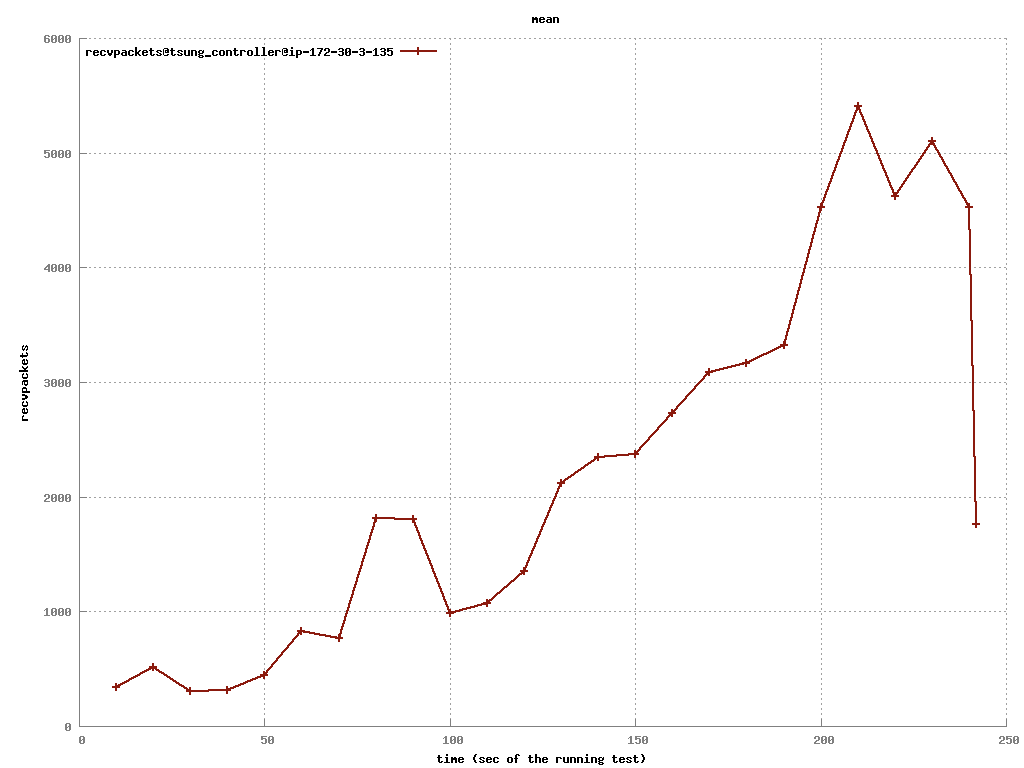 mean
6000
recvpackets@tsung_controller@ip-172-30-3-135
5000
4000
3000
2000
1000
0
recvpackets
0 50 100 150 200 250
time (sec of the running test)